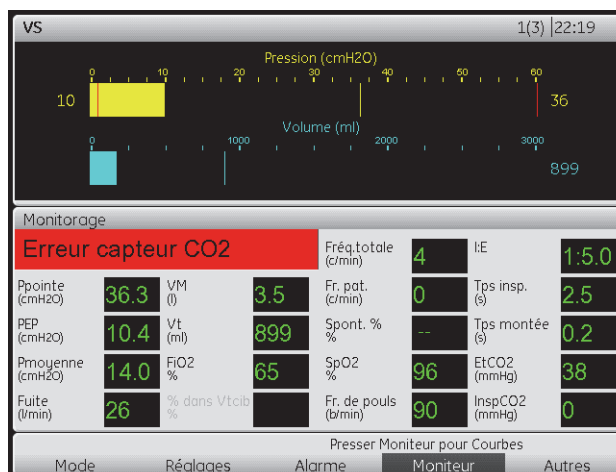 VS 1(3) |22:19
Pression (cmH2O)
0 10 20 30 40 50 60
10 36
Volume (ml)
0 1000 2000 3000
899
Monitorage
Erreur capteur CO2
Fréq.totale (c/min) 4 I:E 1:5.0
Ppointe (cmH2O) 36.3 VM (l) 3.5 Fr. pat. (c/min) 0 Tps insp. (s) 2.5
PEP (cmH2O) 10.4 Vt (ml) 899 Spont. % % -- Tps montée (s) 0.2
Pmoyenne (cmH2O) 14.0 FiO2 % 65 SpO2 % 96 EtCO2 (mmHg) 38
Fuite (l/min) 26 % dans Vtcib % Fr. de pouls (b/min) 90 InspCO2 (mmHg) 0
Presser Moniteur pour Courbes
Mode Réglages Alarme Moniteur Autres